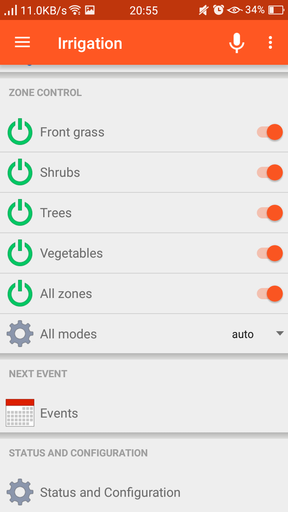 11.0KB/s 20:55 34%
Irrigation
ZONE CONTROL
Front grass
Shrubs
Trees
Vegetables
All zones
All modes auto
NEXT EVENT
Events
STATUS AND CONFIGURATION
Status and Configuration